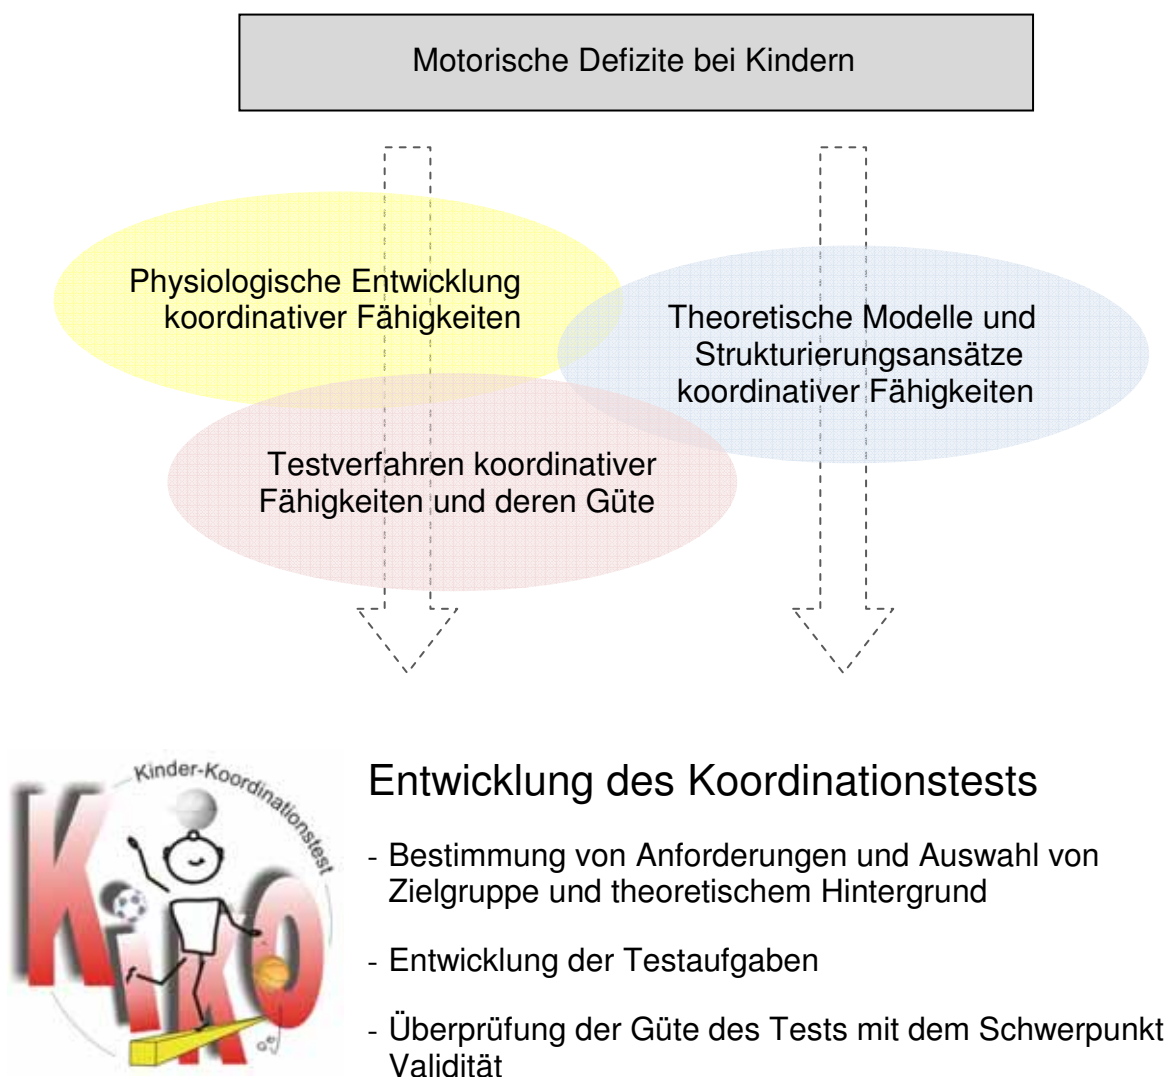 Motorische Defizite bei Kindern
Physiologische Entwicklung
koordinativer Fähigkeiten
Theoretische Modelle und
Strukturierungsansätze
koordinativer Fähigkeiten
Testverfahren koordinativer
Fähigkeiten und deren Güte
Kinder-Koordinationstest
KiKO
Entwicklung des Koordinationstests
- Bestimmung von Anforderungen und Auswahl von
Zielgruppe und theoretischem Hintergrund
- Entwicklung der Testaufgaben
- Überprüfung der Güte des Tests mit dem Schwerpunkt
Validität